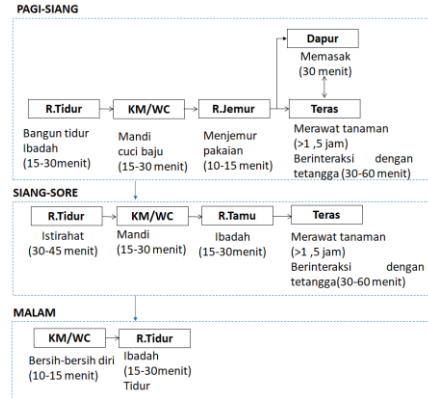 PAGI-SIANG
Dapur
Memasak
(30 menit)
R.Tidur
KM/WC
R.Jemur
Teras
Bangun tidur
Ibadah
(15-30menit)
Mandi
cuci baju
(15-30 menit)
Menjemur
pakaian
(10-15 menit)
Merawat tanaman
(>1 ,5 jam)
Berinteraksi dengan
tetangga (30-60 menit)
SIANG-SORE
R.Tidur
KM/WC
R.Tamu
Teras
Istirahat
(30-45 menit)
Mandi
(15-30 menit)
Ibadah
(15-30menit)
Merawat tanaman
(>1 ,5 jam)
Berinteraksi dengan
tetangga(30-60 menit)
MALAM
KM/WC
R.Tidur
Bersih-bersih diri
(10-15 menit)
Ibadah
(15-30menit)
Tidur